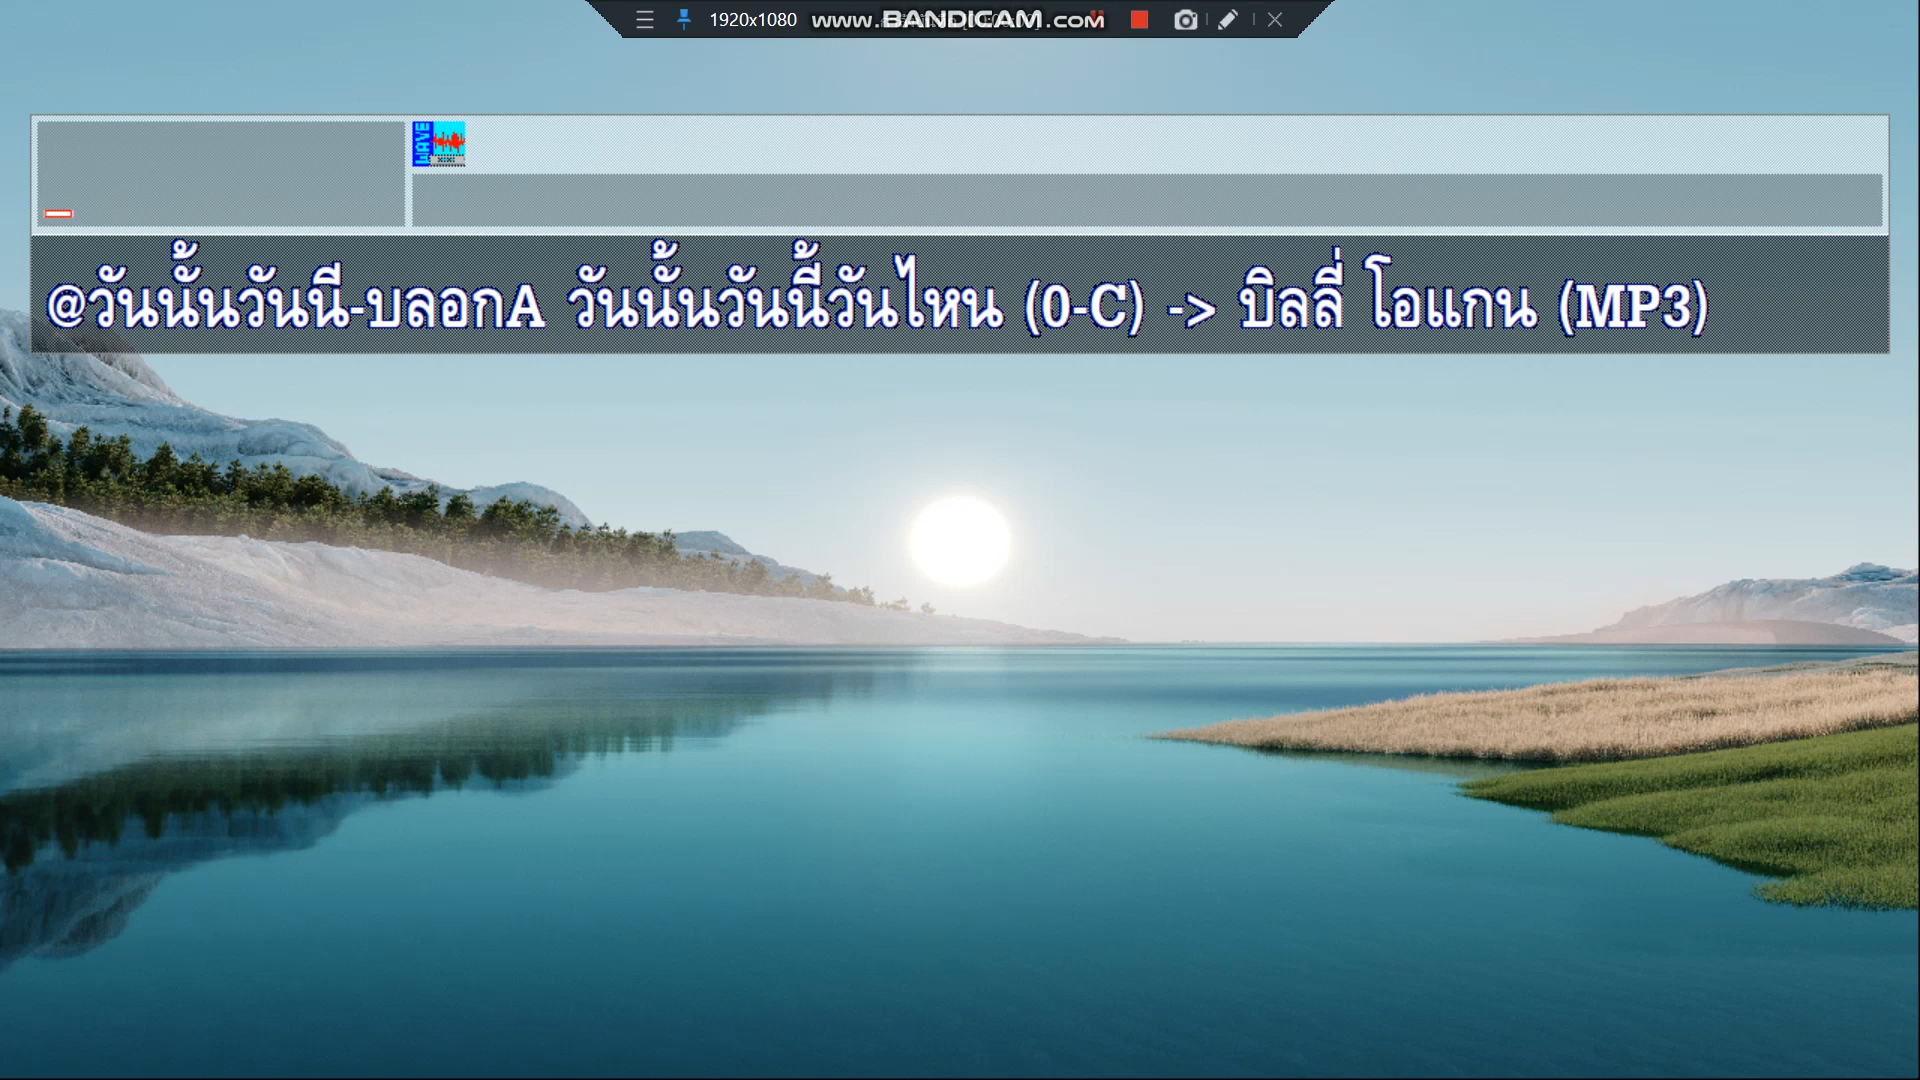 1920x1080 www.BANDICAM.com
WAVE
@วันนั้นวันนี-บลอกA วันนั้นวันนี้วันไหน (0-C) -> บิลลี่ โอแกน (MP3)